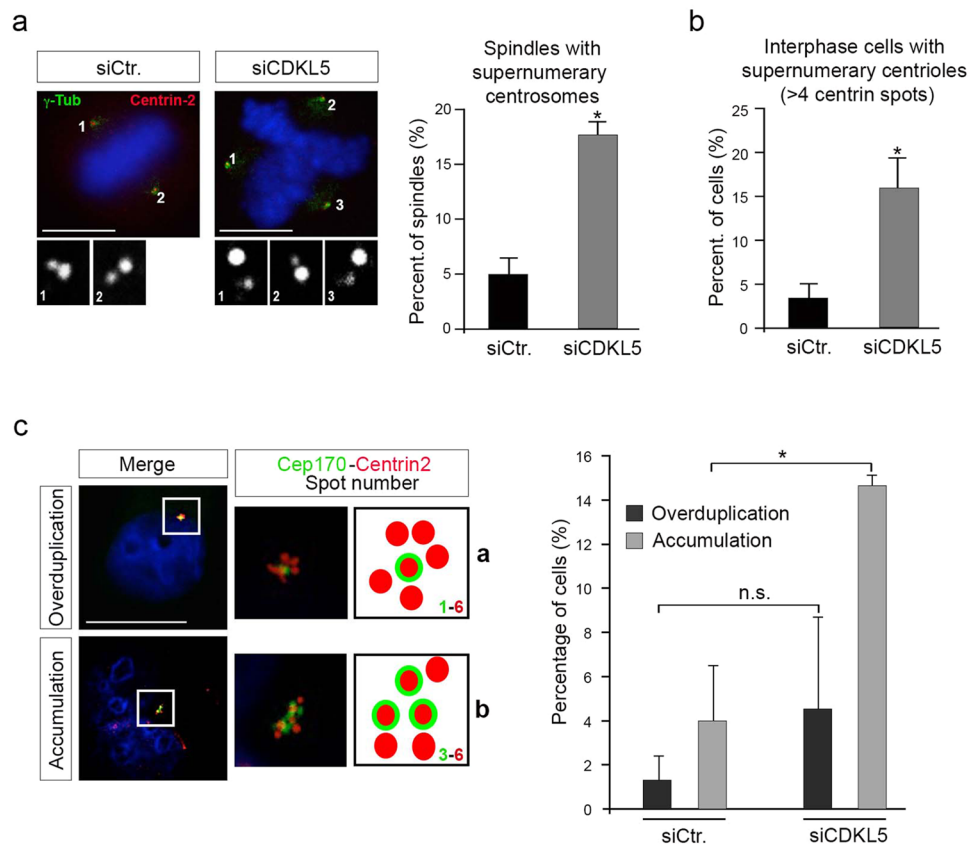 a
siCtr.
siCDKL5
γ-Tub
Centrin-2
1
2
1
2
3
1
2
1
2
3
Spindles with
supernumerary
centrosomes
Percent.of spindles (%)
20
15
10
5
0
*
siCtr.
siCDKL5
b
Interphase cells with
supernumerary centrioles
(>4 centrin spots)
Percent. of cells (%)
25
20
15
10
5
0
*
siCtr.
siCDKL5
c
Merge
Cep170-Centrin2
Spot number
Overduplication
a
1-6
Accumulation
b
3-6
Percentage of cells (%)
16
14
12
10
8
6
4
2
0
*
Overduplication
Accumulation
n.s.
siCtr.
siCDKL5